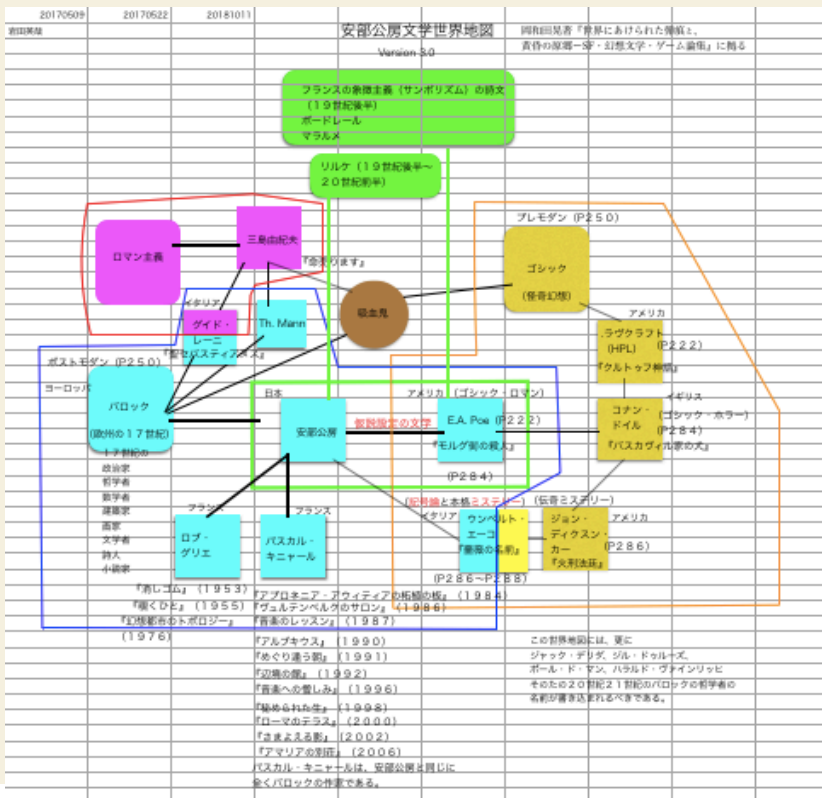 20170509 20170522 20181011
岩田英哉
安部公房文学世界地図
Version 3.0
岡和田晃著『世界にあけられた弾痕と、
黄昏の原郷ーSF・幻想文学・ゲーム論集』に拠る
フランスの象徴主義（サンボリズム）の詩文
（１９世紀後半）
ボードレール
マラルメ
リルケ（１９世紀後半〜
２０世紀前半）
プレモダン（P２５０）
ロマン主義
三島由紀夫
『命売ります』
ゴシック
（怪奇幻想）
吸血鬼
イタリア
グイド・
レーニ
『聖セバスティアヌス』
Th. Mann
アメリカ
.ラヴクラフト
(HPL)
（P２２２）
『クルトゥフ神話』
ポストモダン（P２５０）
ヨーロッパ
バロック
（欧州の１７世紀）
日本
安部公房
仮説設定の文学
アメリカ（ゴシック・ロマン）
E.A. Poe（P２２２）
『モルグ街の殺人』
（P２８４）
イギリス
コナン・
ドイル
（ゴシック・ホラー）
（P２８４）
『バスカヴィル家の犬』
１７世紀の
政治家
哲学者
数学者
建築家
画家
文学者
詩人
小説家
フランス
ロブ・
グリエ
フランス
パスカル・
キニャール
（記号論と本格ミステリー）
イタリア
ウンベルト・
エーコ
『薔薇の名前』
（P２８６〜P２８８）
（伝奇ミステリー）
ジョン・
ディクスン・
カー
『火刑法廷』
アメリカ
（P２８６）
『消しゴム』（１９５３）
『覗くひと』（１９５５）
『幻想都市のトポロジー』
（１９７６）
『アプロネニア・アウィティアの柘植の板』（１９８４）
『ヴュルテンベルクのサロン』（１９８６）
『音楽のレッスン』（１９８７）
『アルブキウス』（１９９０）
『めぐり逢う朝』（１９９１）
『辺境の館』（１９９２）
『音楽への憎しみ』（１９９６）
『秘められた生』（１９９８）
『ローマのテラス』（２０００）
『さまよえる影』（２００２）
『アマリアの別荘』（２００６）
パスカル・キニャールは、安部公房と同じに
全くバロックの作家である。
この世界地図には、更に
ジャック・デリダ、ジル・ドゥルーズ、
ポール・ド・マン、ハラルド・ヴァインリッヒ
そのたの２０世紀２１世紀のバロックの哲学者の
名前が書き込まれるべきである。